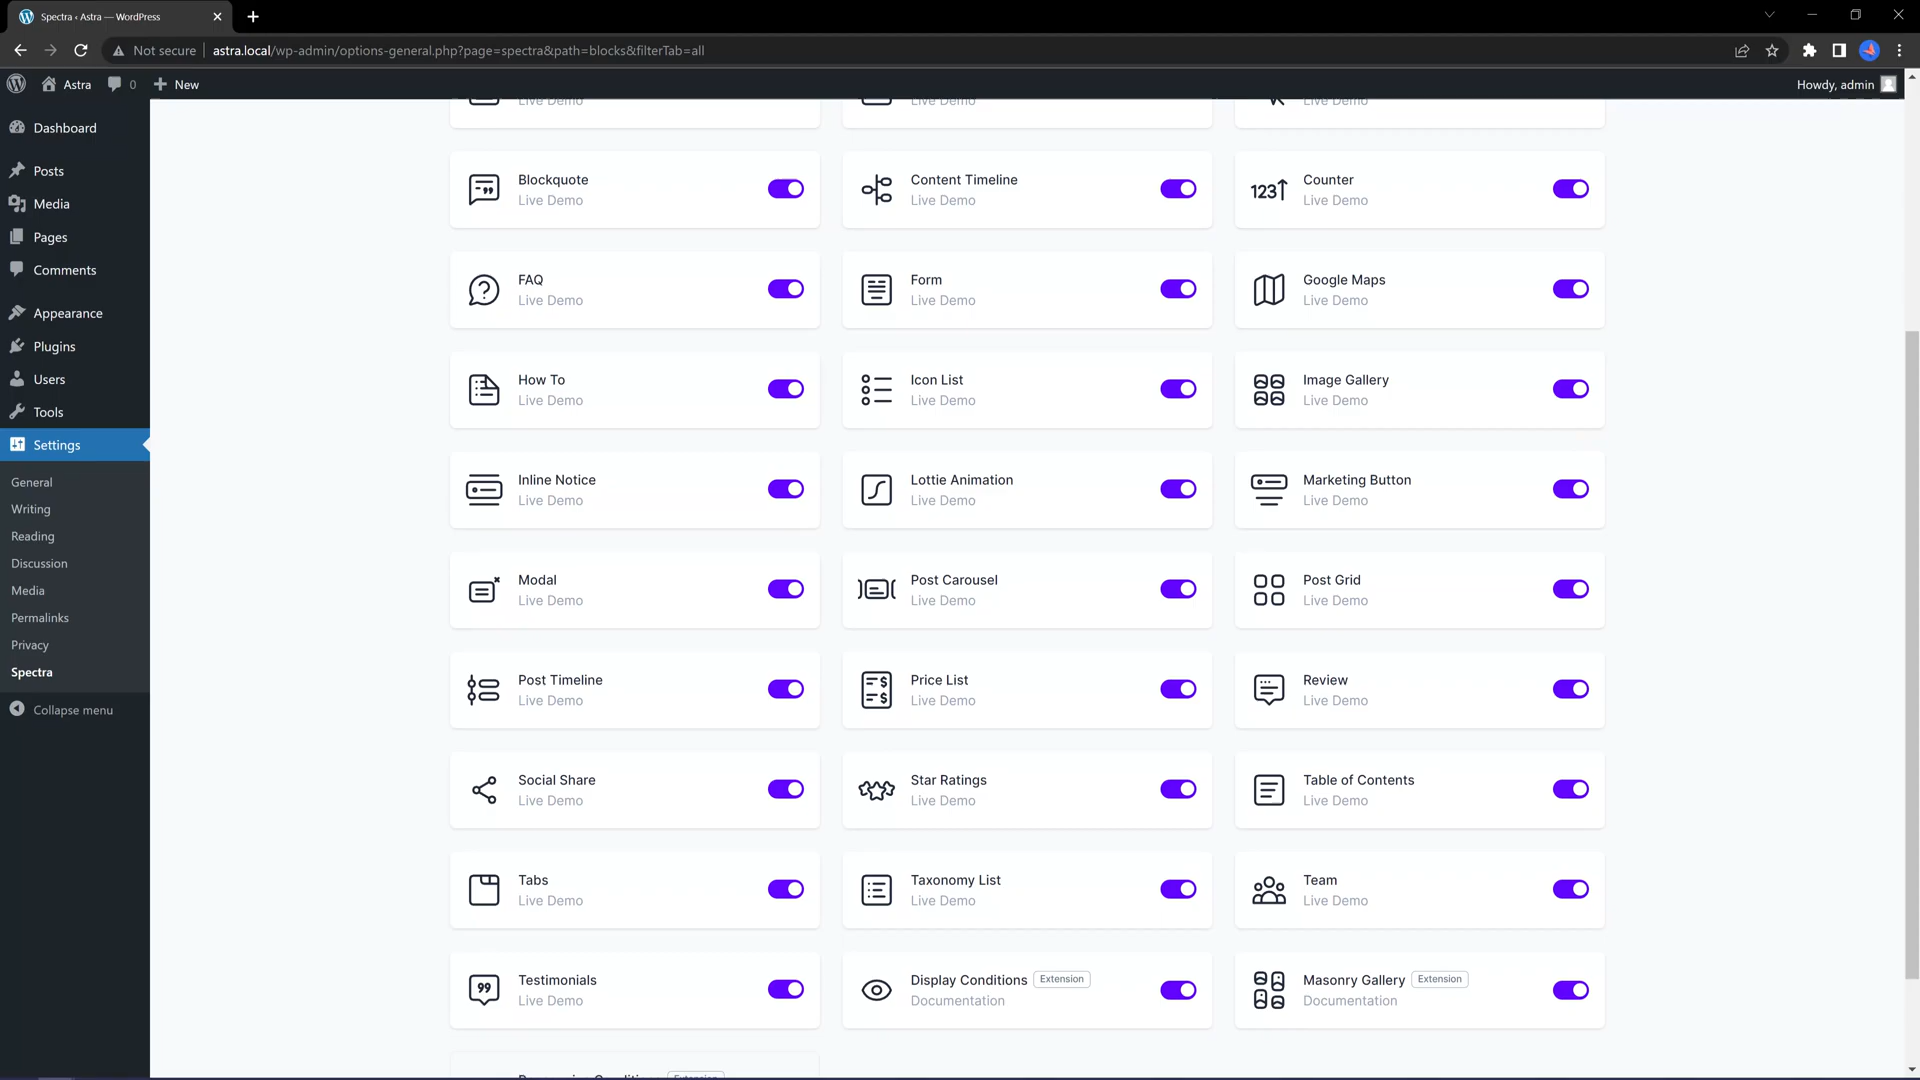 Spectra ‹ Astra — WordPress
Not secure
astra.local/wp-admin/options-general.php?page=spectra&path=blocks&filterTab=all
Astra
0
New
Howdy, admin
Dashboard
Posts
Media
Pages
Comments
Appearance
Plugins
Users
Tools
Settings
General
Writing
Reading
Discussion
Media
Permalinks
Privacy
Spectra
Collapse menu
Live Demo
Live Demo
Live Demo
Blockquote
Live Demo
Content Timeline
Live Demo
123
Counter
Live Demo
FAQ
Live Demo
Form
Live Demo
Google Maps
Live Demo
How To
Live Demo
Icon List
Live Demo
Image Gallery
Live Demo
Inline Notice
Live Demo
Lottie Animation
Live Demo
Marketing Button
Live Demo
Modal
Live Demo
Post Carousel
Live Demo
Post Grid
Live Demo
Post Timeline
Live Demo
Price List
Live Demo
Review
Live Demo
Social Share
Live Demo
Star Ratings
Live Demo
Table of Contents
Live Demo
Tabs
Live Demo
Taxonomy List
Live Demo
Team
Live Demo
Testimonials
Live Demo
Display Conditions Extension
Documentation
Masonry Gallery Extension
Documentation